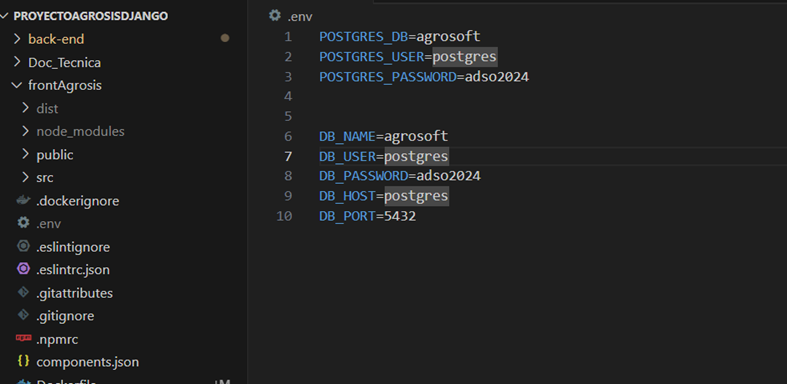 PROYECTOAGROSISDJANGO
back-end
Doc_Tecnica
frontAgrosis
dist
node_modules
public
src
.dockerignore
.env
.eslintignore
.eslintrc.json
.gitattributes
.gitignore
.npmrc
components.json
Dockerfile
.env
1 POSTGRES_DB=agrosoft
2 POSTGRES_USER=postgres
3 POSTGRES_PASSWORD=adso2024
4
5
6 DB_NAME=agrosoft
7 DB_USER=postgres
8 DB_PASSWORD=adso2024
9 DB_HOST=postgres
10 DB_PORT=5432